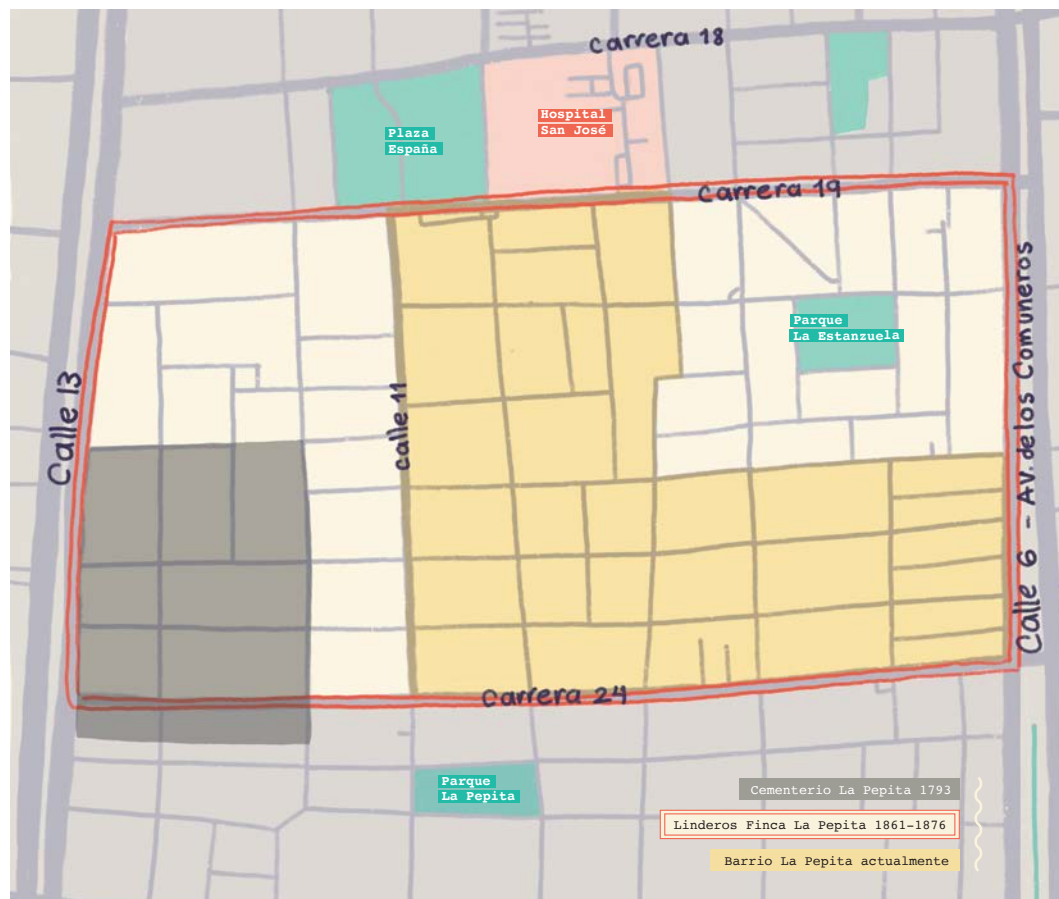 Carrera 18
Hospital
San José
Plaza
España
Carrera 19
Parque
La Estanzuela
Calle 13
calle 11
Calle 6 - AV. de los Comuneros
Carrera 24
Parque
La Pepita
Cementerio La Pepita 1793
Linderos Finca La Pepita 1861-1876
Barrio La Pepita actualmente